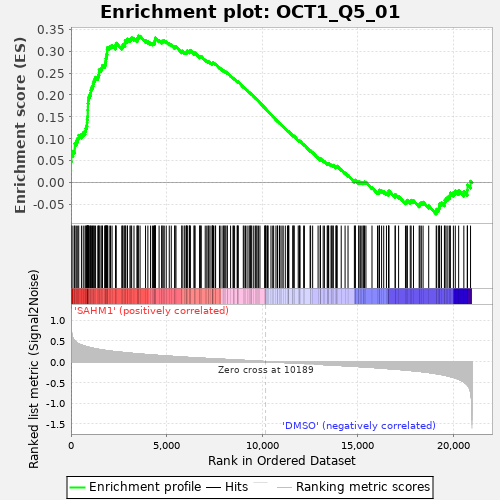 Enrichment plot: OCT1_Q5_01
Enrichment score (ES)
0.35
0.30
0.25
0.20
0.15
0.10
0.05
0.00
-0.05
'SAHM1' (positively correlated)
Ranked list metric (Signal2Noise)
1.0
0.5
0.0
-0.5
-1.0
-1.5
Zero cross at 10189
'DMSO' (negatively correlated)
0
5,000
10,000
15,000
20,000
Rank in Ordered Dataset
Enrichment profile
Hits
Ranking metric scores